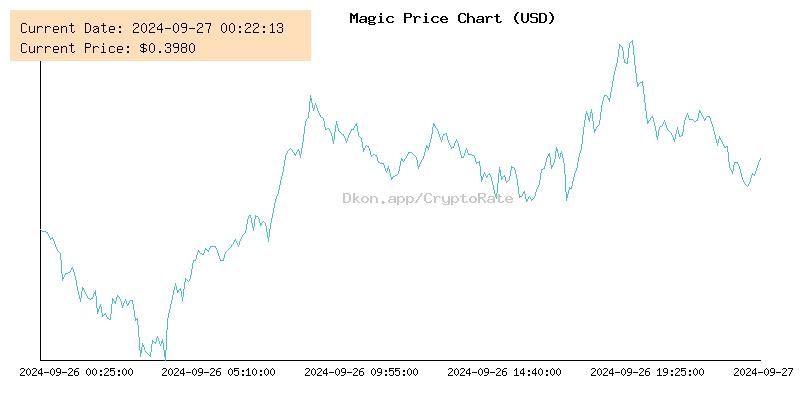 Magic Price Chart (USD)
Current Date: 2024-09-27 00:22:13
Current Price: $0.3980
Dkon.app/CryptoRate
2024-09-26 00:25:00 2024-09-26 05:10:00 2024-09-26 09:55:00 2024-09-26 14:40:00 2024-09-26 19:25:00 2024-09-27